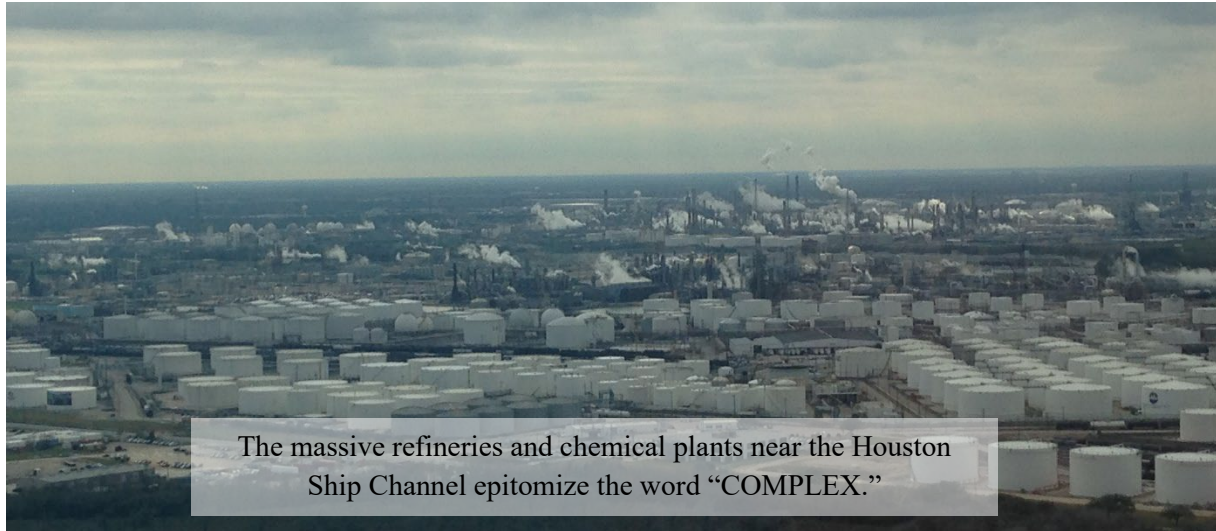 The massive refineries and chemical plants near the Houston
Ship Channel epitomize the word “COMPLEX.”